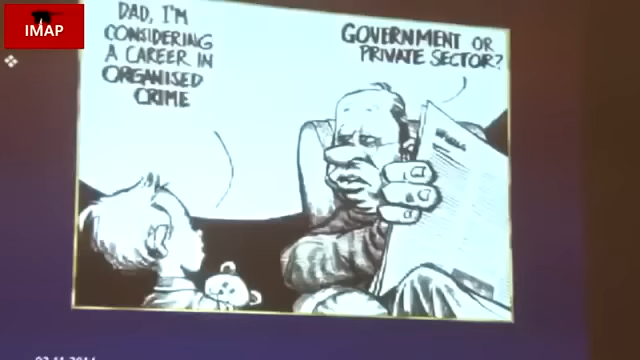 IMAP
DAD, I'M
CONSIDERING
A CAREER IN
ORGANISED
CRIME
GOVERNMENT OR
PRIVATE SECTOR?